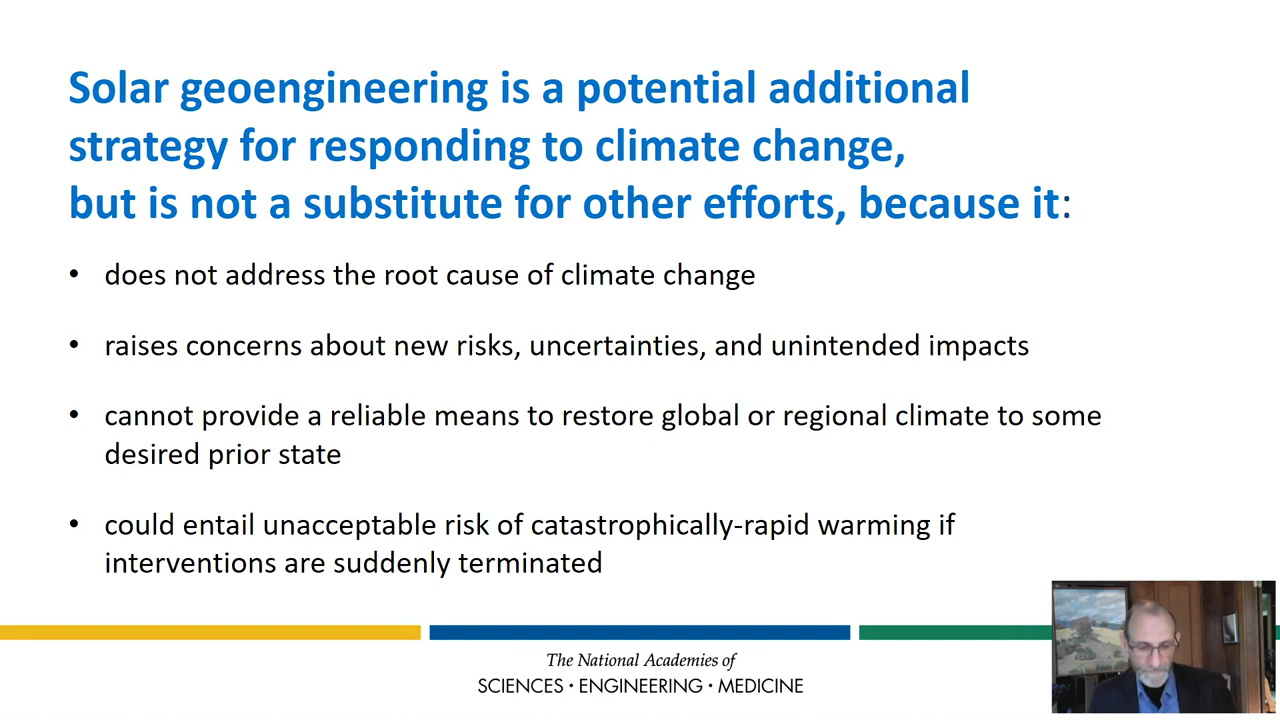 Solar geoengineering is a potential additional
strategy for responding to climate change,
but is not a substitute for other efforts, because it:
• does not address the root cause of climate change
• raises concerns about new risks, uncertainties, and unintended impacts
• cannot provide a reliable means to restore global or regional climate to some
desired prior state
• could entail unacceptable risk of catastrophically-rapid warming if
interventions are suddenly terminated
The National Academies of
SCIENCES · ENGINEERING · MEDICINE